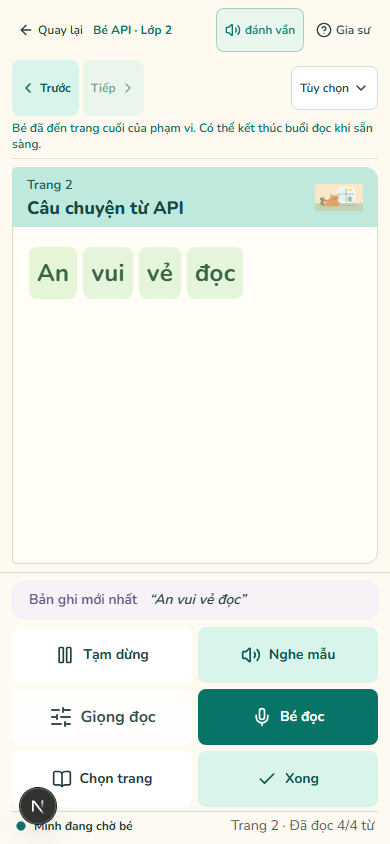 Quay lại Bé API · Lớp 2 đánh vần Gia sư
Trước Tiếp Tùy chọn
Bé đã đến trang cuối của phạm vi. Có thể kết thúc buổi đọc khi sẵn
sàng.
Trang 2
Câu chuyện từ API
An vui vẻ đọc
Bản ghi mới nhất “An vui vẻ đọc”
Tạm dừng Nghe mẫu
Giọng đọc Bé đọc
Chọn trang Xong
N
Mình đang chờ bé Trang 2 · Đã đọc 4/4 từ